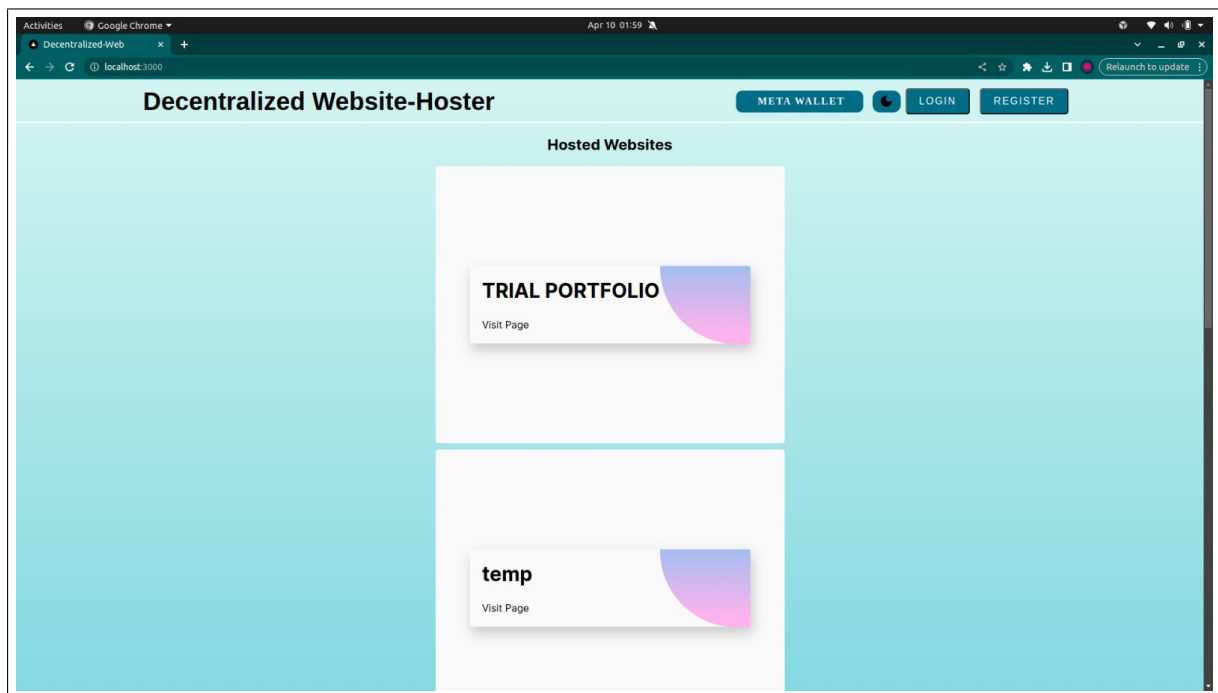 Activities Google Chrome Apr 10 01:59
Decentralized-Web
localhost:3000 Relaunch to update
Decentralized Website-Hoster META WALLET LOGIN REGISTER
Hosted Websites
TRIAL PORTFOLIO
Visit Page
temp
Visit Page